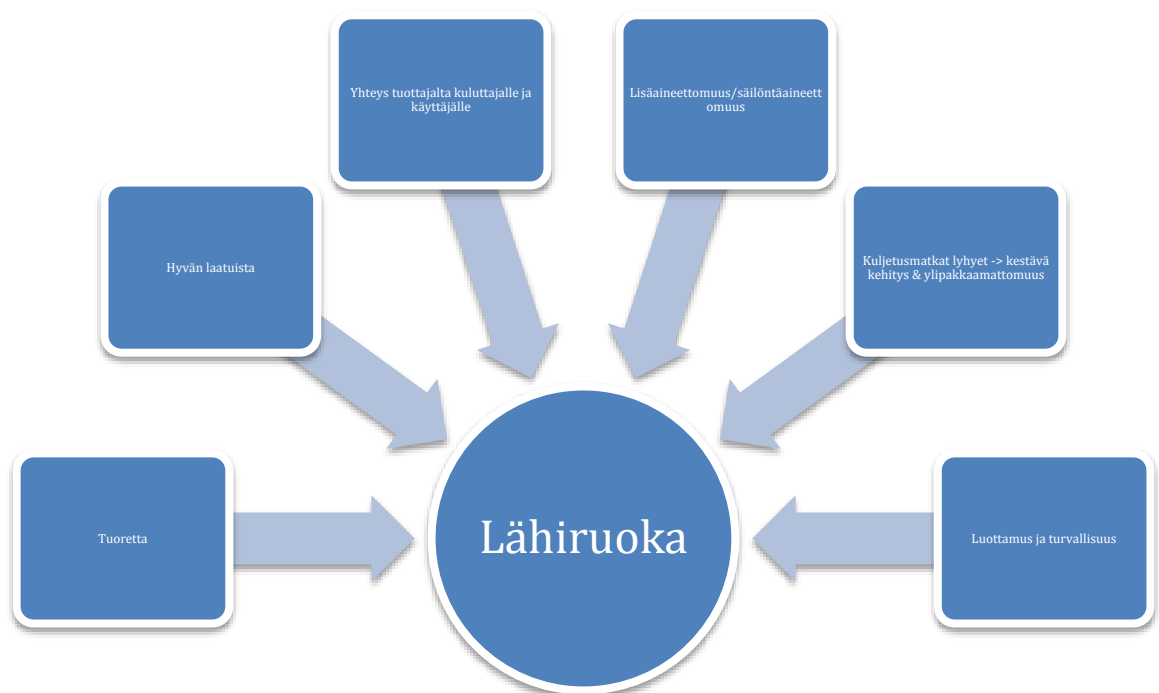 Yhteys tuottajalta kuluttajalle ja
käyttäjälle
Lisäaineettomuus/säilöntäaineett
omuus
Hyvän laatuista
Kuljetusmatkat lyhyet -> kestävä
kehitys & ylipakkaamattomuus
Tuoretta
Lähiruoka
Luottamus ja turvallisuus